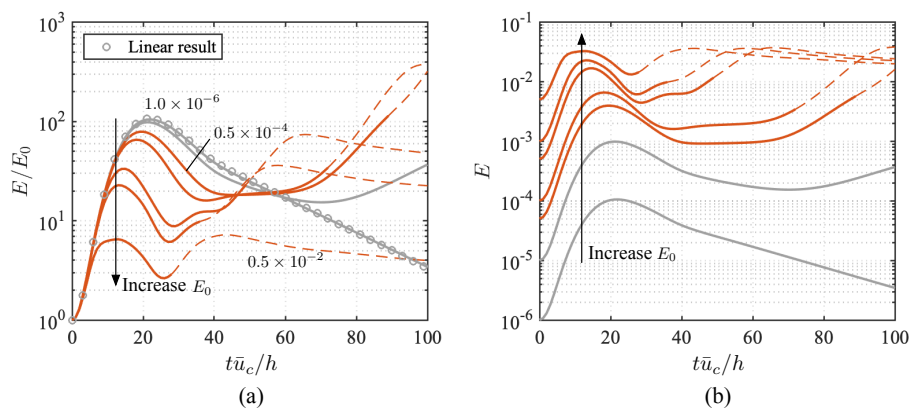 10^3
10^2
10^1
10^0
E/E_0
Linear result
1.0 × 10^-6
0.5 × 10^-4
0.5 × 10^-2
Increase E_0
0 20 40 60 80 100
tū_c/h
(a)
10^-1
10^-2
10^-3
10^-4
10^-5
10^-6
E
Increase E_0
0 20 40 60 80 100
tū_c/h
(b)